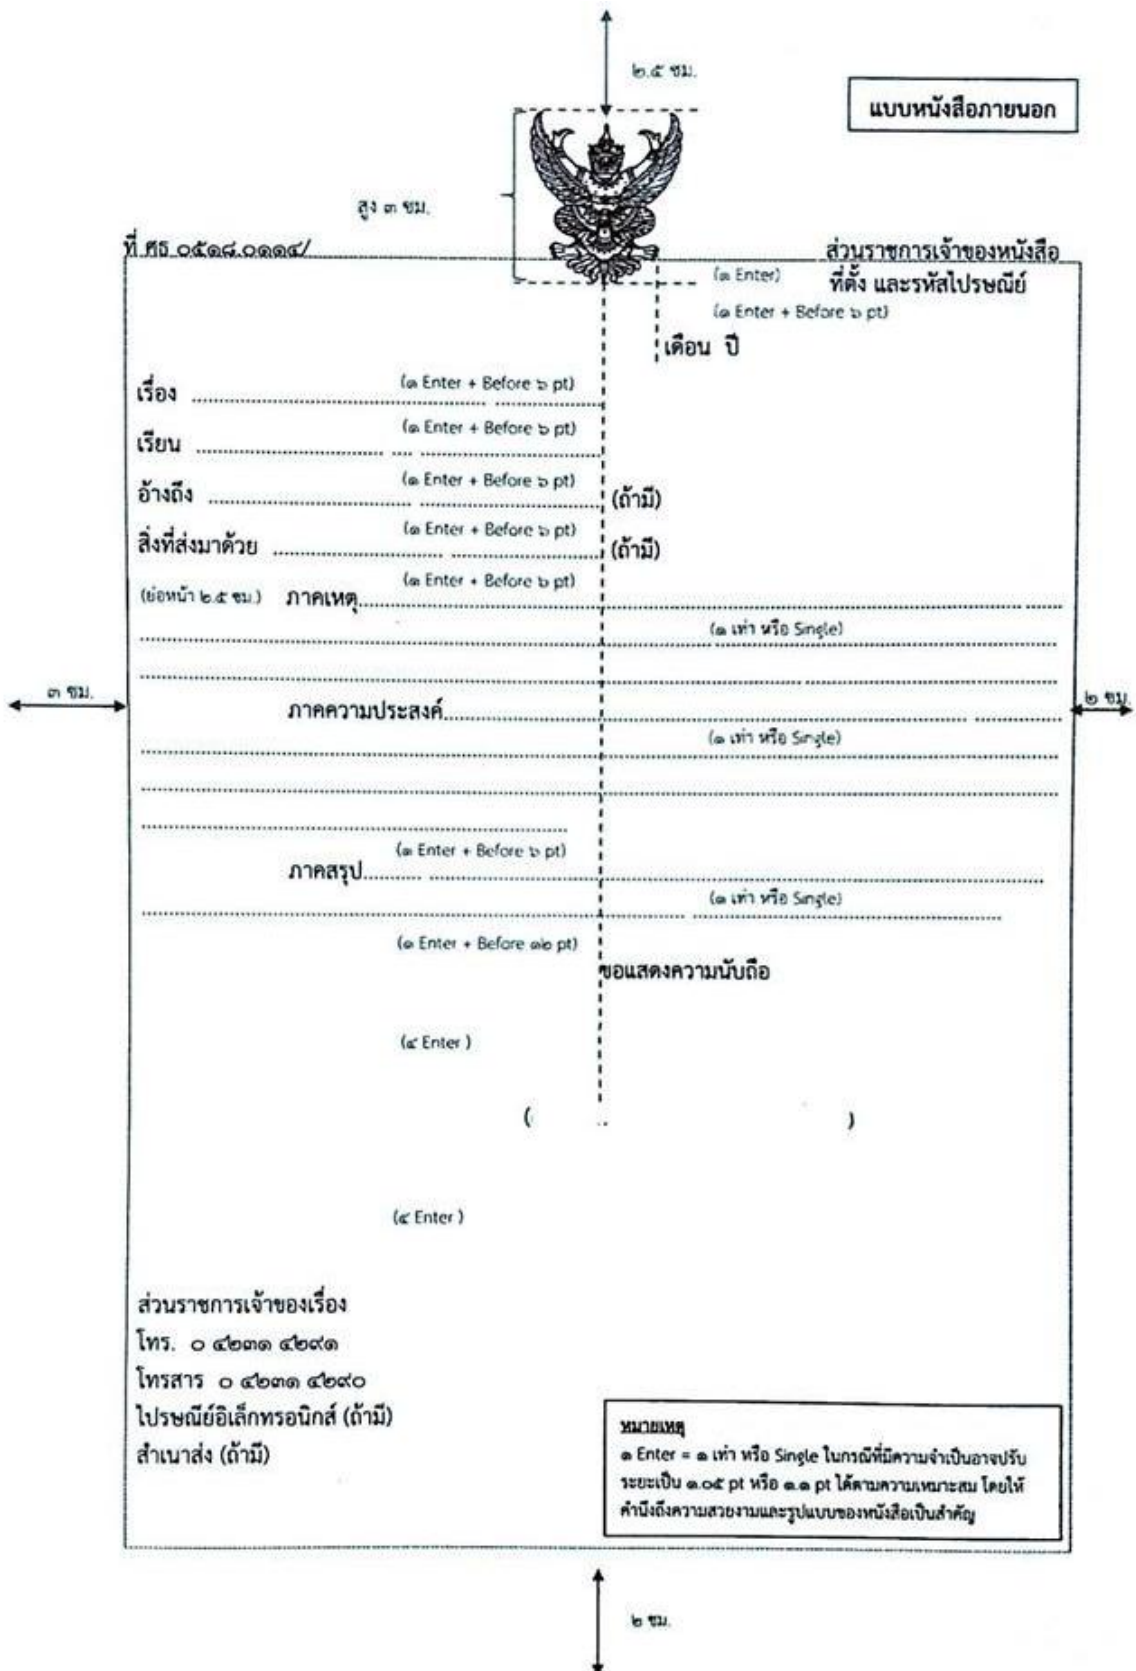 ๒.๕ ซม.
แบบหนังสือภายนอก
สูง ๓ ซม.
ที่ ศธ ๐๕๑๘.๐๑๑๔/
ส่วนราชการเจ้าของหนังสือ
(๑ Enter)
ที่ตั้ง และรหัสไปรษณีย์
(๑ Enter + Before ๖ pt)
เดือน ปี
(๑ Enter + Before ๖ pt)
เรื่อง
(๑ Enter + Before ๖ pt)
เรียน
(๑ Enter + Before ๖ pt)
อ้างถึง (ถ้ามี)
(๑ Enter + Before ๖ pt)
สิ่งที่ส่งมาด้วย (ถ้ามี)
(๑ Enter + Before ๖ pt)
(ย่อหน้า ๒.๕ ซม.) ภาคเหตุ
(๑ เท่า หรือ Single)
๓ ซม.
๒ ซม.
ภาคความประสงค์
(๑ เท่า หรือ Single)
(๑ Enter + Before ๖ pt)
ภาคสรุป
(๑ เท่า หรือ Single)
(๑ Enter + Before ๑๒ pt)
ขอแสดงความนับถือ
(๔ Enter )
( )
(๔ Enter )
ส่วนราชการเจ้าของเรื่อง
โทร. ๐ ๔๒๓๑ ๔๒๙๑
โทรสาร ๐ ๔๒๓๑ ๔๒๙๐
ไปรษณีย์อิเล็กทรอนิกส์ (ถ้ามี)
สำเนาส่ง (ถ้ามี)
หมายเหตุ
๑ Enter = ๑ เท่า หรือ Single ในกรณีที่มีความจำเป็นอาจปรับ
ระยะเป็น ๑.๐๕ pt หรือ ๑.๑ pt ได้ตามความเหมาะสม โดยให้
คำนึงถึงความสวยงามและรูปแบบของหนังสือเป็นสำคัญ
๒ ซม.